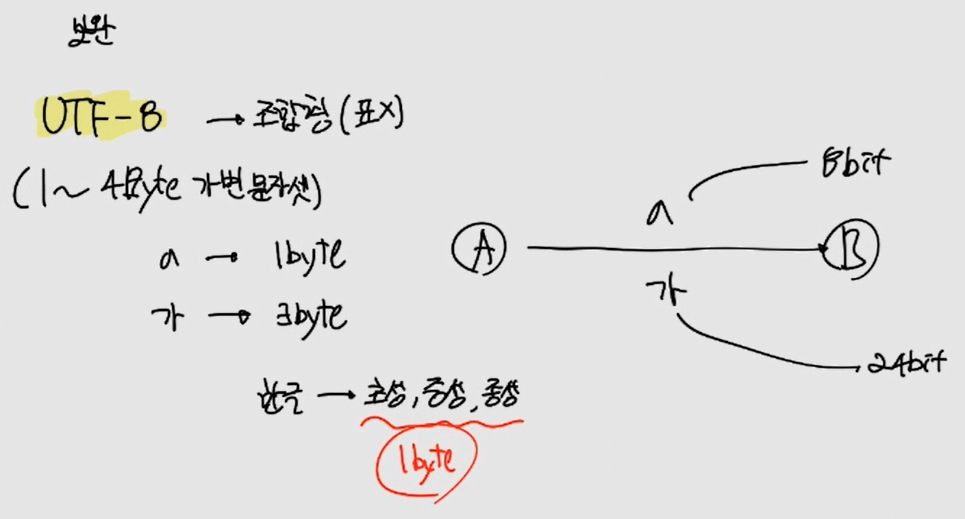 보완
UTF-8 → 조합형 (표X)
(1~4Byte 가변 문자셋)
a → 1byte
가 → 3byte
한글 → 초성, 중성, 종성
1byte
A → B
a 8bit
가 24bit